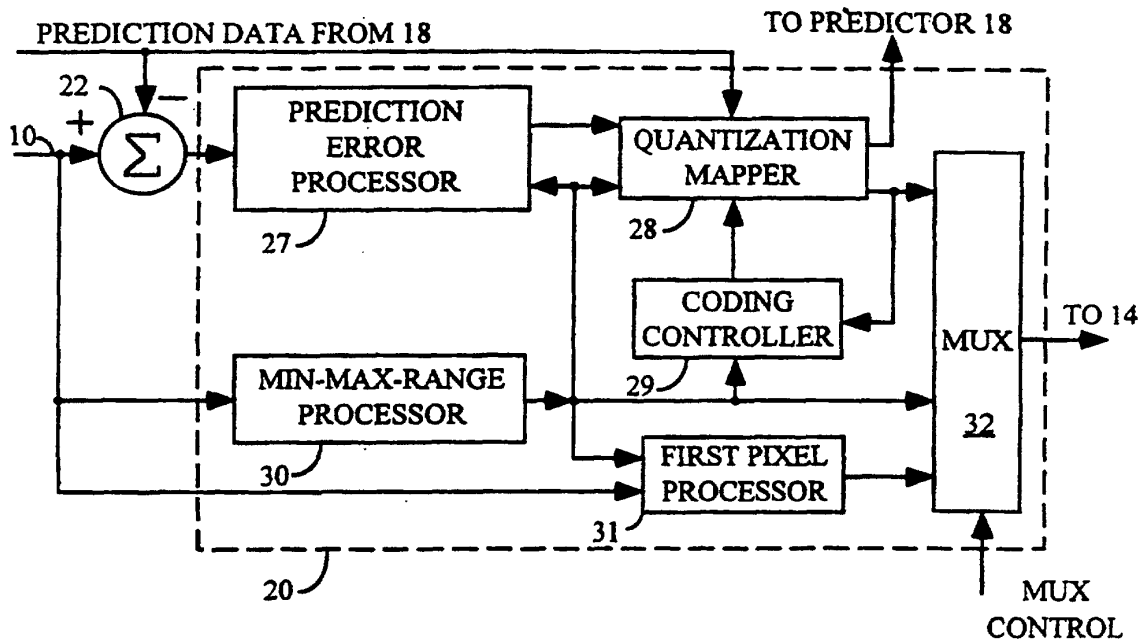 PREDICTION DATA FROM 18
TO PREDICTOR 18
22
−
+
10
Σ
PREDICTION
ERROR
PROCESSOR
27
QUANTIZATION
MAPPER
28
CODING
CONTROLLER
29
MUX
32
TO 14
MIN-MAX-RANGE
PROCESSOR
30
FIRST PIXEL
PROCESSOR
31
20
MUX
CONTROL